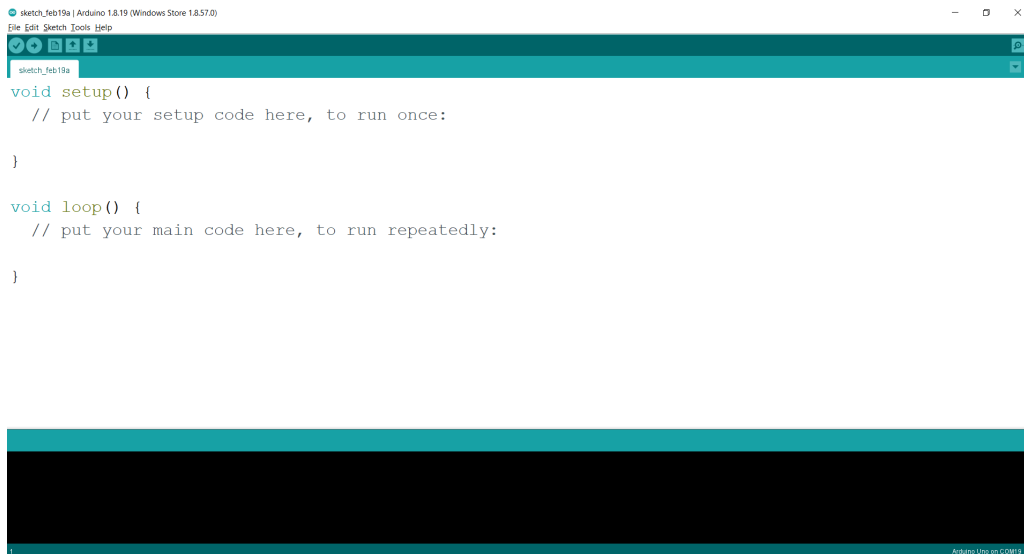 sketch_feb19a | Arduino 1.8.19 (Windows Store 1.8.57.0)
File Edit Sketch Tools Help
sketch_feb19a
void setup() {
  // put your setup code here, to run once:
}
void loop() {
  // put your main code here, to run repeatedly:
}
1 Arduino Uno on COM19